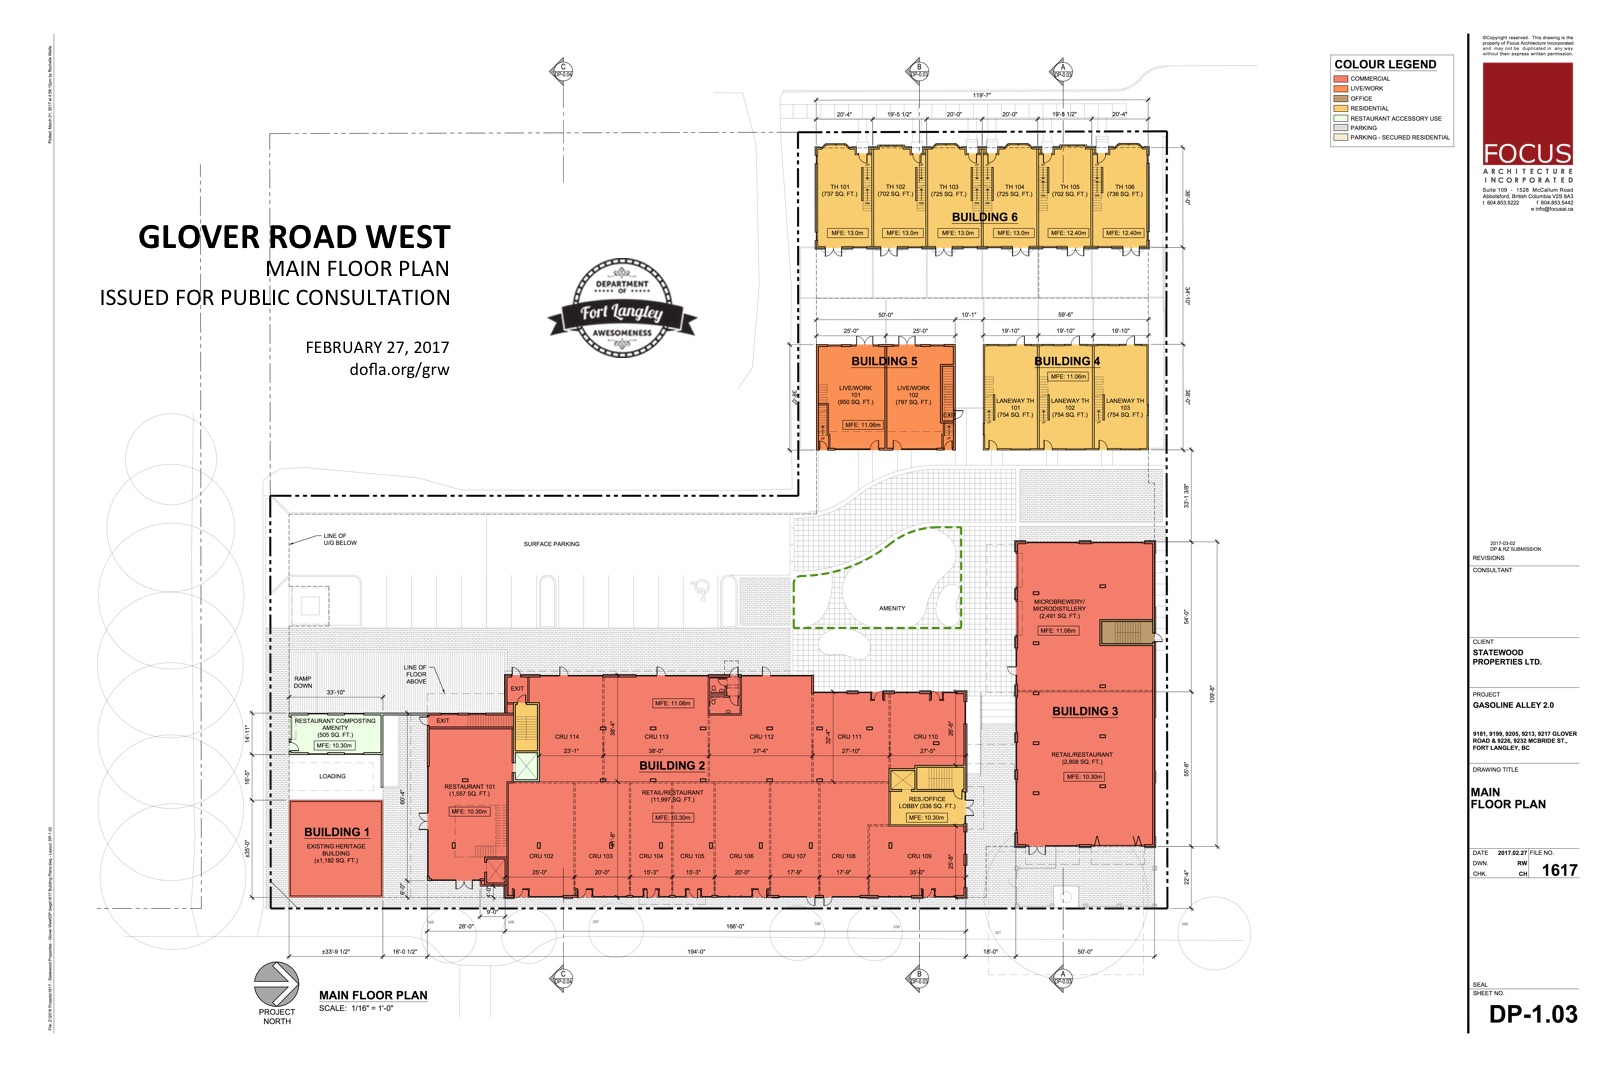 ©Copyright reserved. This drawing is the
property of Focus Architecture Incorporated
and may not be duplicated in any way
without their express written permission.
FOCUS
ARCHITECTURE
INCORPORATED
Suite 109 - 1528 McCallum Road
Abbotsford, British Columbia V2S 8A3
t 604.853.5222 f 604.853.5442
e info@focusai.ca
COLOUR LEGEND
COMMERCIAL
LIVE/WORK
OFFICE
RESIDENTIAL
RESTAURANT ACCESSORY USE
PARKING
PARKING - SECURED RESIDENTIAL
C
DP-0.04
B
DP-0.03
A
DP-0.03
GLOVER ROAD WEST
MAIN FLOOR PLAN
ISSUED FOR PUBLIC CONSULTATION
FEBRUARY 27, 2017
dofla.org/grw
DEPARTMENT
OF
Fort Langley
AWESOMENESS
119'-7"
20'-4" 19'-5 1/2" 20'-0" 20'-0" 19'-5 1/2" 20'-4"
TH 101
(737 SQ. FT.)
TH 102
(702 SQ. FT.)
TH 103
(725 SQ. FT.)
TH 104
(725 SQ. FT.)
TH 105
(702 SQ. FT.)
TH 106
(736 SQ. FT.)
BUILDING 6
MFE: 13.0m
MFE: 13.0m
MFE: 13.0m
MFE: 13.0m
MFE: 12.40m
MFE: 12.40m
36'-0"
34'-10"
50'-0" 10'-1" 59'-6"
25'-0" 25'-0" 19'-10" 19'-10" 19'-10"
BUILDING 5
LIVE/WORK
101
(950 SQ. FT.)
LIVE/WORK
102
(797 SQ. FT.)
MFE: 11.06m
EXIT
38'-0"
BUILDING 4
MFE: 11.06m
LANEWAY TH
101
(754 SQ. FT.)
LANEWAY TH
102
(754 SQ. FT.)
LANEWAY TH
103
(754 SQ. FT.)
38'-0"
33'-1 3/8"
LINE OF
U/G BELOW
SURFACE PARKING
AMENITY
MICROBREWERY/
MICRODISTILLERY
(2,491 SQ. FT.)
MFE: 11.06m
BUILDING 3
RETAIL/RESTAURANT
(2,808 SQ. FT.)
MFE: 10.30m
54'-0"
109'-8"
55'-8"
22'-4"
RAMP
DOWN
33'-10"
LINE OF
FLOOR
ABOVE
RESTAURANT COMPOSTING
AMENITY
(505 SQ. FT.)
MFE: 10.30m
LOADING
BUILDING 1
EXISTING HERITAGE
BUILDING
(±1,182 SQ. FT.)
14'-11"
16'-5"
±35'-0"
60'-4"
6'-0"
EXIT
EXIT
RESTAURANT 101
(1,557 SQ. FT.)
MFE: 10.30m
MFE: 11.06m
CRU 114
CRU 113
CRU 112
CRU 111
CRU 110
23'-1" 38'-0" 37'-4" 27'-10" 27'-5"
38'-4"
32'-4"
26'-6"
BUILDING 2
RETAIL/RESTAURANT
(11,997 SQ. FT.)
MFE: 10.30m
RES./OFFICE
LOBBY (336 SQ. FT.)
MFE: 10.30m
CRU 102
CRU 103
CRU 104
CRU 105
CRU 106
CRU 107
CRU 108
CRU 109
25'-0" 20'-0" 15'-3" 15'-3" 20'-0" 17'-9" 17'-9" 35'-0"
25'-8"
9'-0"
28'-0" 166'-0"
±33'-9 1/2" 16'-0 1/2" 194'-0" 18'-0" 50'-0"
C
DP-0.04
B
DP-0.03
A
DP-0.03
PROJECT
NORTH
MAIN FLOOR PLAN
SCALE: 1/16" = 1'-0"
2017-03-02
DP & RZ SUBMISSION
REVISIONS
CONSULTANT
CLIENT
STATEWOOD
PROPERTIES LTD.
PROJECT
GASOLINE ALLEY 2.0
9181, 9199, 9205, 9213, 9217 GLOVER
ROAD & 9226, 9232 MCBRIDE ST.,
FORT LANGLEY, BC
DRAWING TITLE
MAIN
FLOOR PLAN
DATE 2017.02.27 FILE NO.
DWN. RW
CHK. CH 1617
SEAL
SHEET NO.
DP-1.03